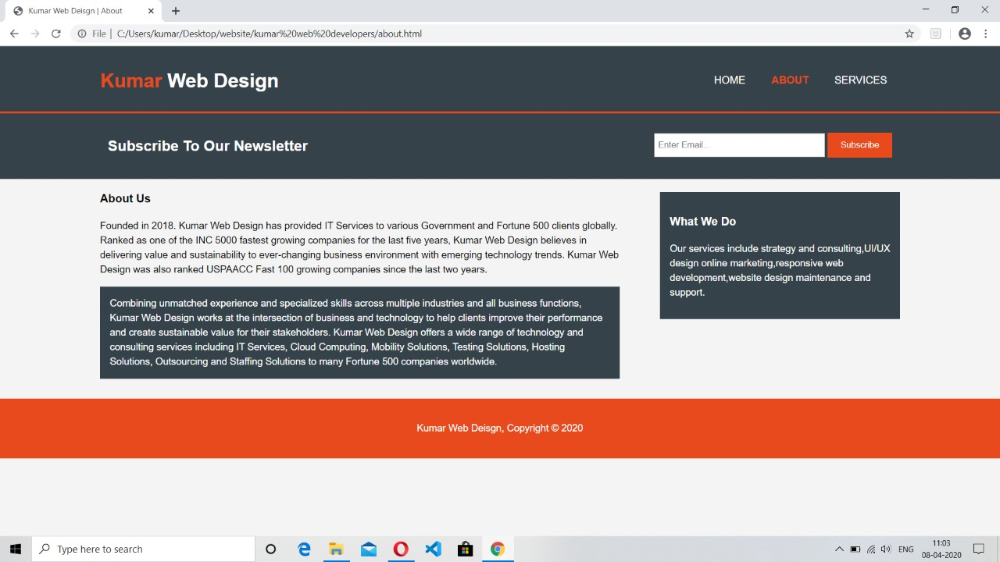 Kumar Web Deisgn | About
File | C:/Users/kumar/Desktop/website/kumar%20web%20developers/about.html
Kumar Web Design
HOME ABOUT SERVICES
Subscribe To Our Newsletter
Enter Email... Subscribe
About Us
Founded in 2018. Kumar Web Design has provided IT Services to various Government and Fortune 500 clients globally.
Ranked as one of the INC 5000 fastest growing companies for the last five years, Kumar Web Design believes in
delivering value and sustainability to ever-changing business environment with emerging technology trends. Kumar Web
Design was also ranked USPAACC Fast 100 growing companies since the last two years.
Combining unmatched experience and specialized skills across multiple industries and all business functions,
Kumar Web Design works at the intersection of business and technology to help clients improve their performance
and create sustainable value for their stakeholders. Kumar Web Design offers a wide range of technology and
consulting services including IT Services, Cloud Computing, Mobility Solutions, Testing Solutions, Hosting
Solutions, Outsourcing and Staffing Solutions to many Fortune 500 companies worldwide.
What We Do
Our services include strategy and consulting,UI/UX
design online marketing,responsive web
development,website design maintenance and
support.
Kumar Web Deisgn, Copyright © 2020
Type here to search
ENG
11:03
08-04-2020